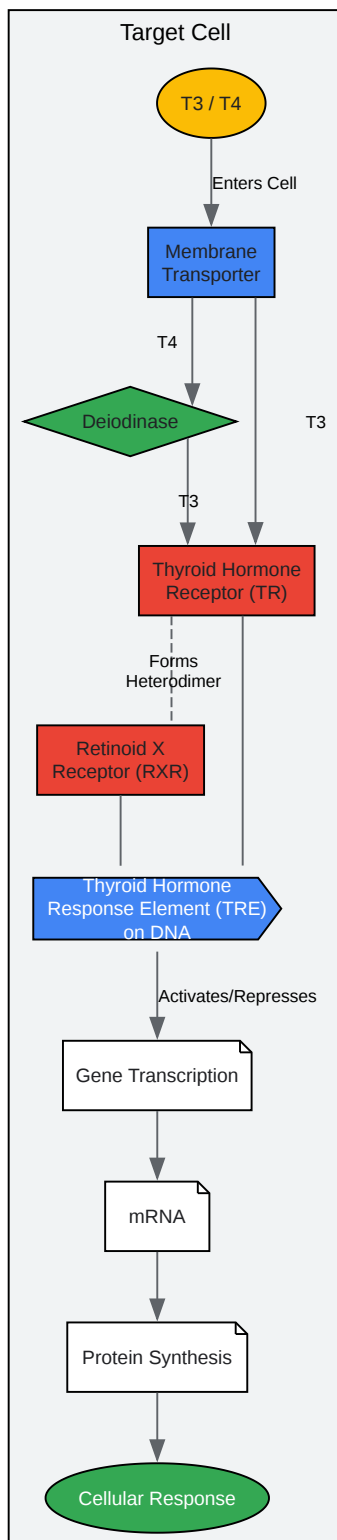 Target Cell
T3 / T4
Enters Cell
Membrane
Transporter
T4
Deiodinase
T3
T3
Thyroid Hormone
Receptor (TR)
Forms
Heterodimer
Retinoid X
Receptor (RXR)
Thyroid Hormone
Response Element (TRE)
on DNA
Activates/Represses
Gene Transcription
mRNA
Protein Synthesis
Cellular Response